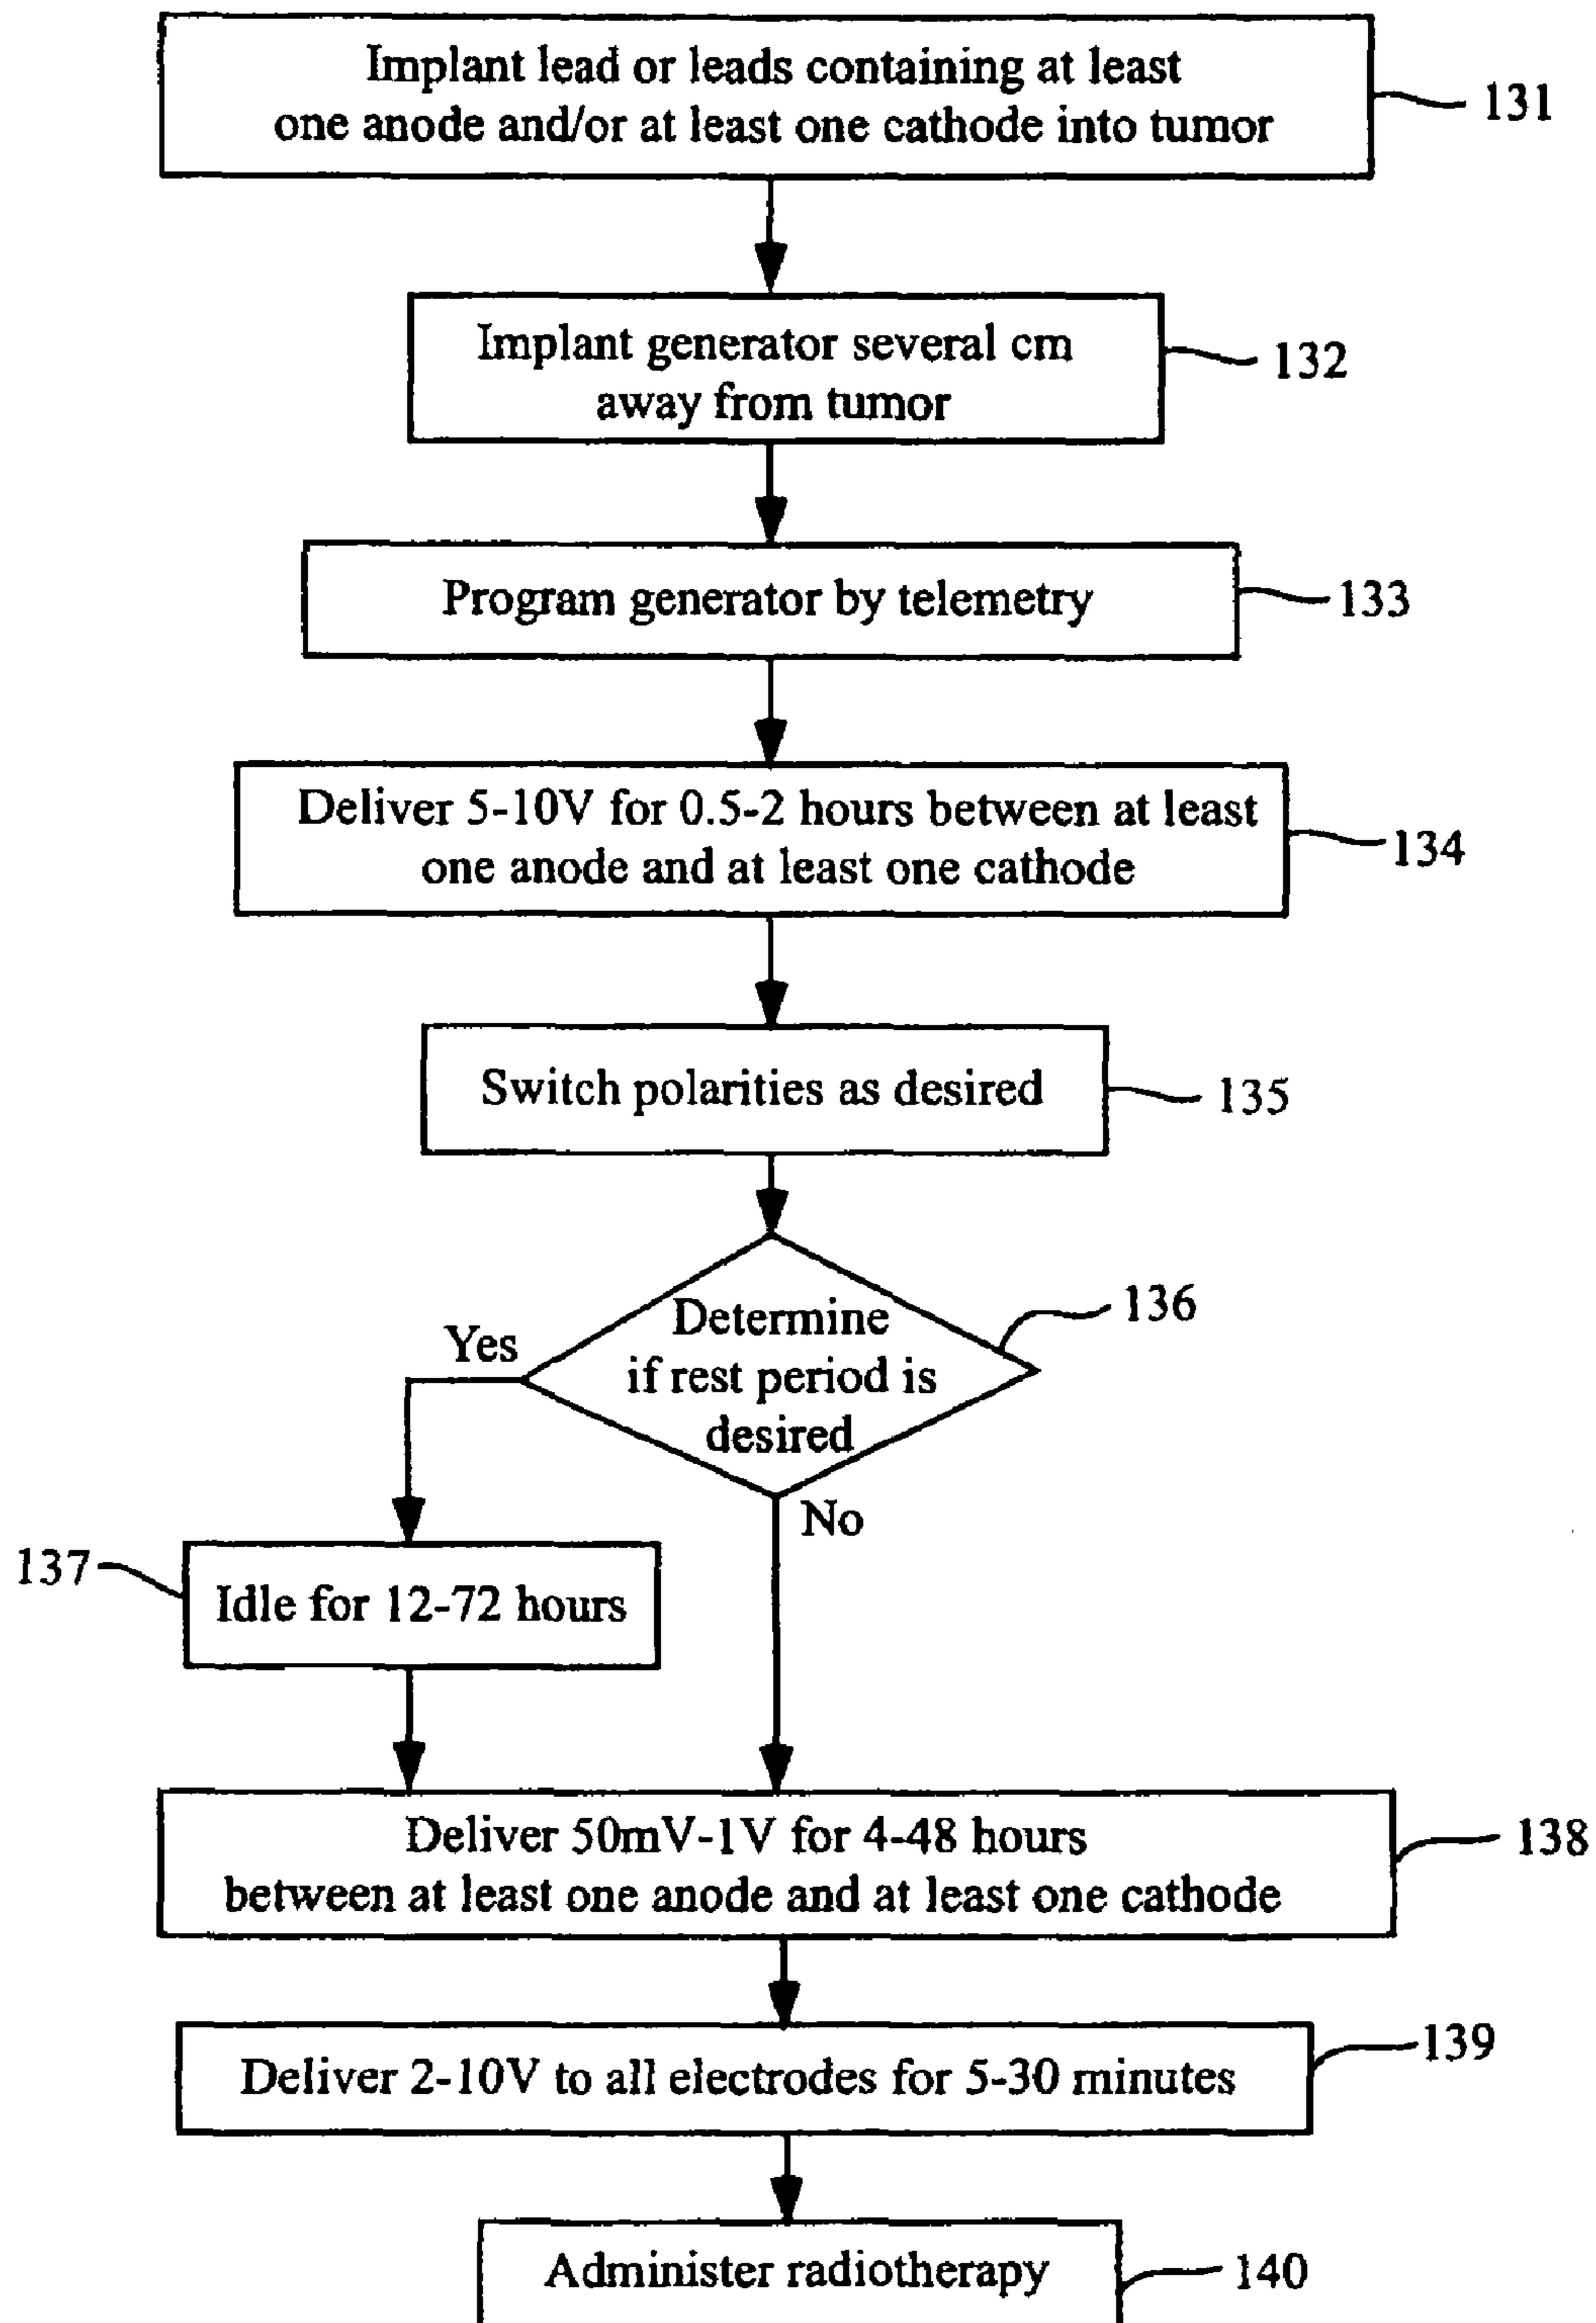 Implant lead or leads containing at least
one anode and/or at least one cathode into tumor
131
Implant generator several cm
away from tumor
132
Program generator by telemetry
133
Deliver 5-10V for 0.5-2 hours between at least
one anode and at least one cathode
134
Switch polarities as desired
135
Determine
if rest period is
desired
136
Yes
No
137
Idle for 12-72 hours
Deliver 50mV-1V for 4-48 hours
between at least one anode and at least one cathode
138
Deliver 2-10V to all electrodes for 5-30 minutes
139
Administer radiotherapy
140